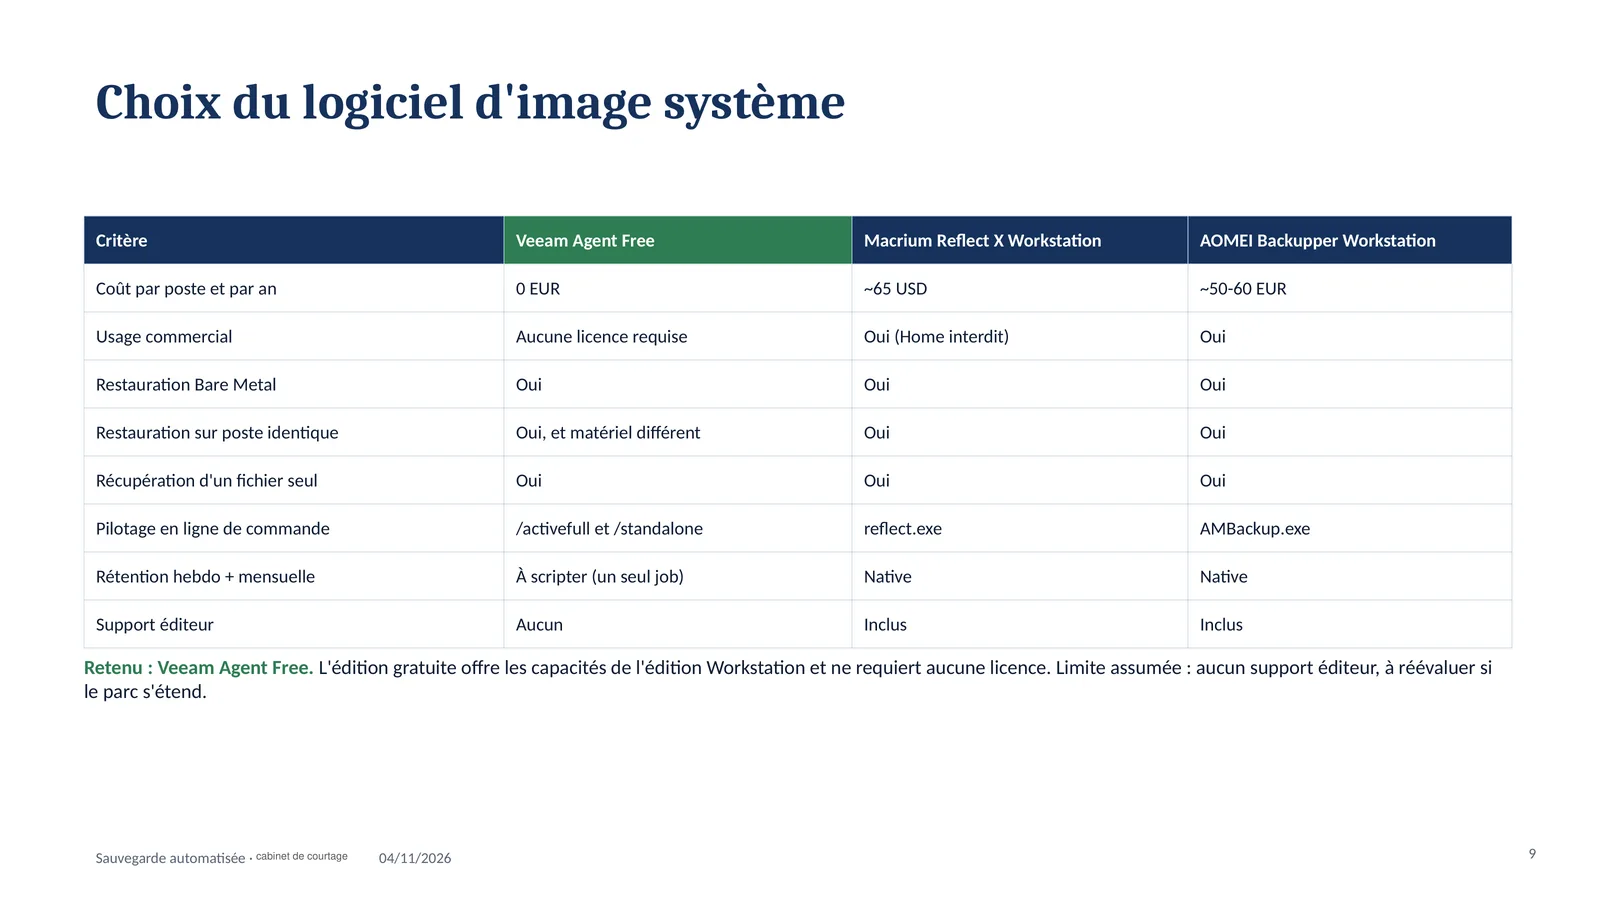 Choix du logiciel d'image système
Critère Veeam Agent Free Macrium Reflect X Workstation AOMEI Backupper Workstation
Coût par poste et par an 0 EUR ~65 USD ~50-60 EUR
Usage commercial Aucune licence requise Oui (Home interdit) Oui
Restauration Bare Metal Oui Oui Oui
Restauration sur poste identique Oui, et matériel différent Oui Oui
Récupération d'un fichier seul Oui Oui Oui
Pilotage en ligne de commande /activefull et /standalone reflect.exe AMBackup.exe
Rétention hebdo + mensuelle À scripter (un seul job) Native Native
Support éditeur Aucun Inclus Inclus
Retenu : Veeam Agent Free. L'édition gratuite offre les capacités de l'édition Workstation et ne requiert aucune licence. Limite assumée : aucun support éditeur, à réévaluer si
le parc s'étend.
Sauvegarde automatisée · cabinet de courtage 04/11/2026 9